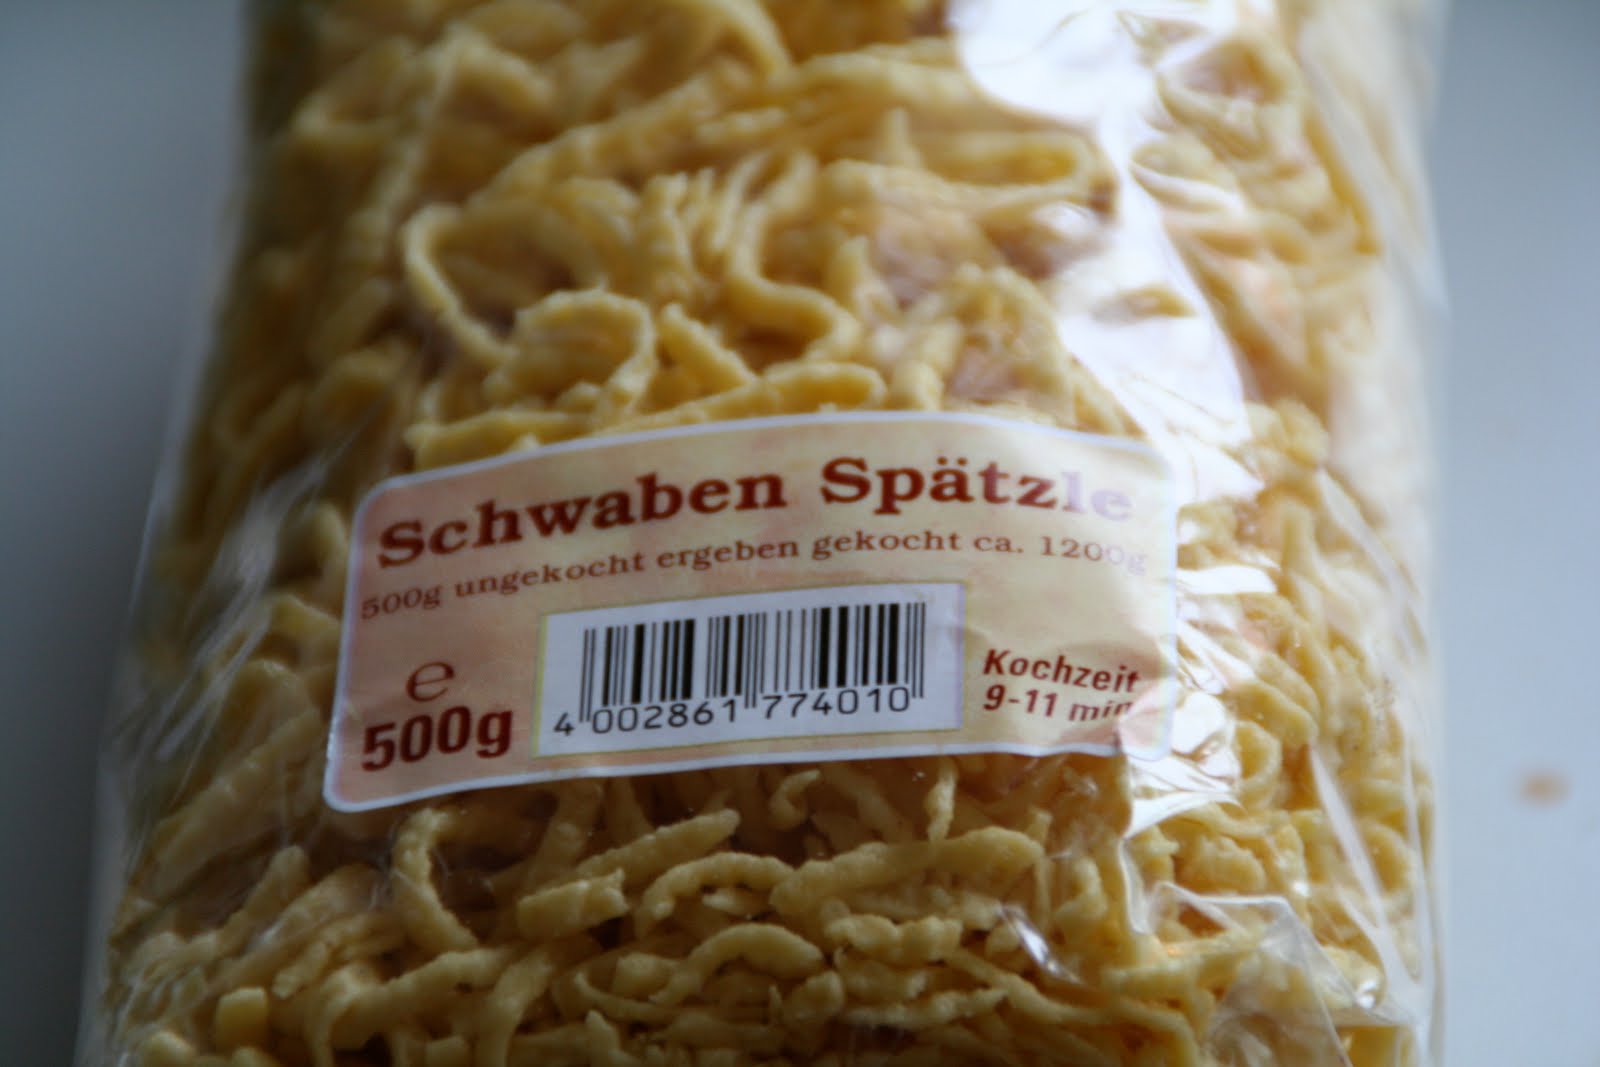 Schwaben Spätzle
500g ungekocht ergeben gekocht ca. 1200g
℮
500g
4 002861 774010
Kochzeit
9-11 min